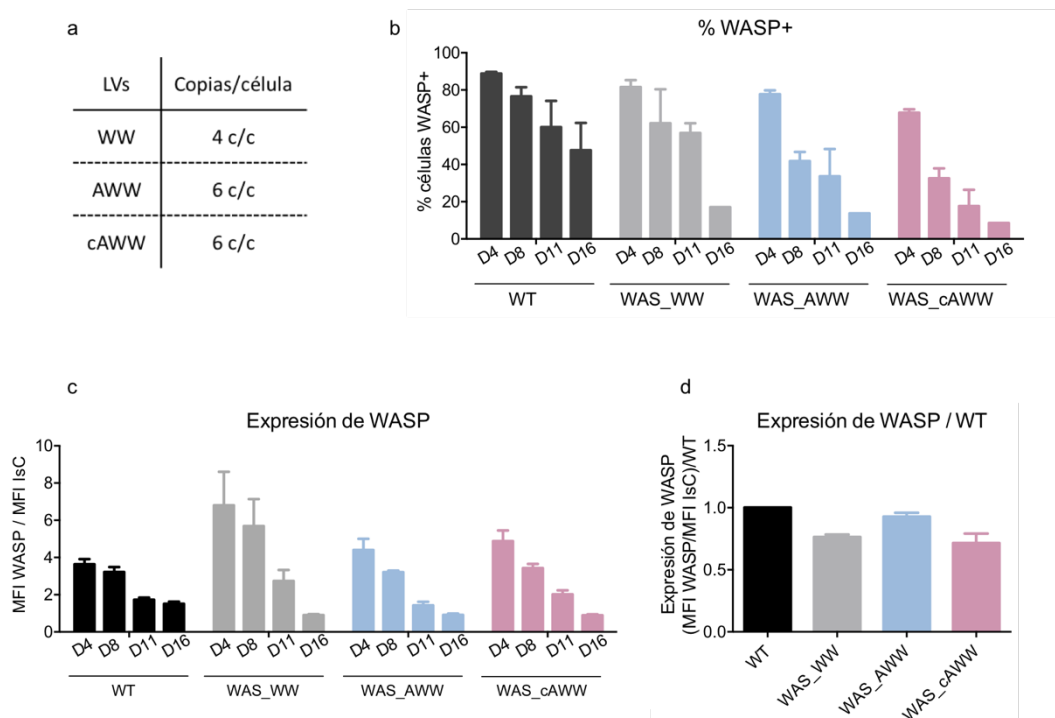 a
LVs Copias/célula
WW 4 c/c
AWW 6 c/c
cAWW 6 c/c
b
% WASP+
% células WASP+
100
80
60
40
20
0
D4 D8 D11 D16 D4 D8 D11 D16 D4 D8 D11 D16 D4 D8 D11 D16
WT WAS_WW WAS_AWW WAS_cAWW
c
Expresión de WASP
MFI WASP / MFI IsC
10
8
6
4
2
0
D4 D8 D11 D16 D4 D8 D11 D16 D4 D8 D11 D16 D4 D8 D11 D16
WT WAS_WW WAS_AWW WAS_cAWW
d
Expresión de WASP / WT
Expresión de WASP
(MFI WASP/MFI IsC)/WT
1.5
1.0
0.5
0.0
WT WAS_WW WAS_AWW WAS_cAWW